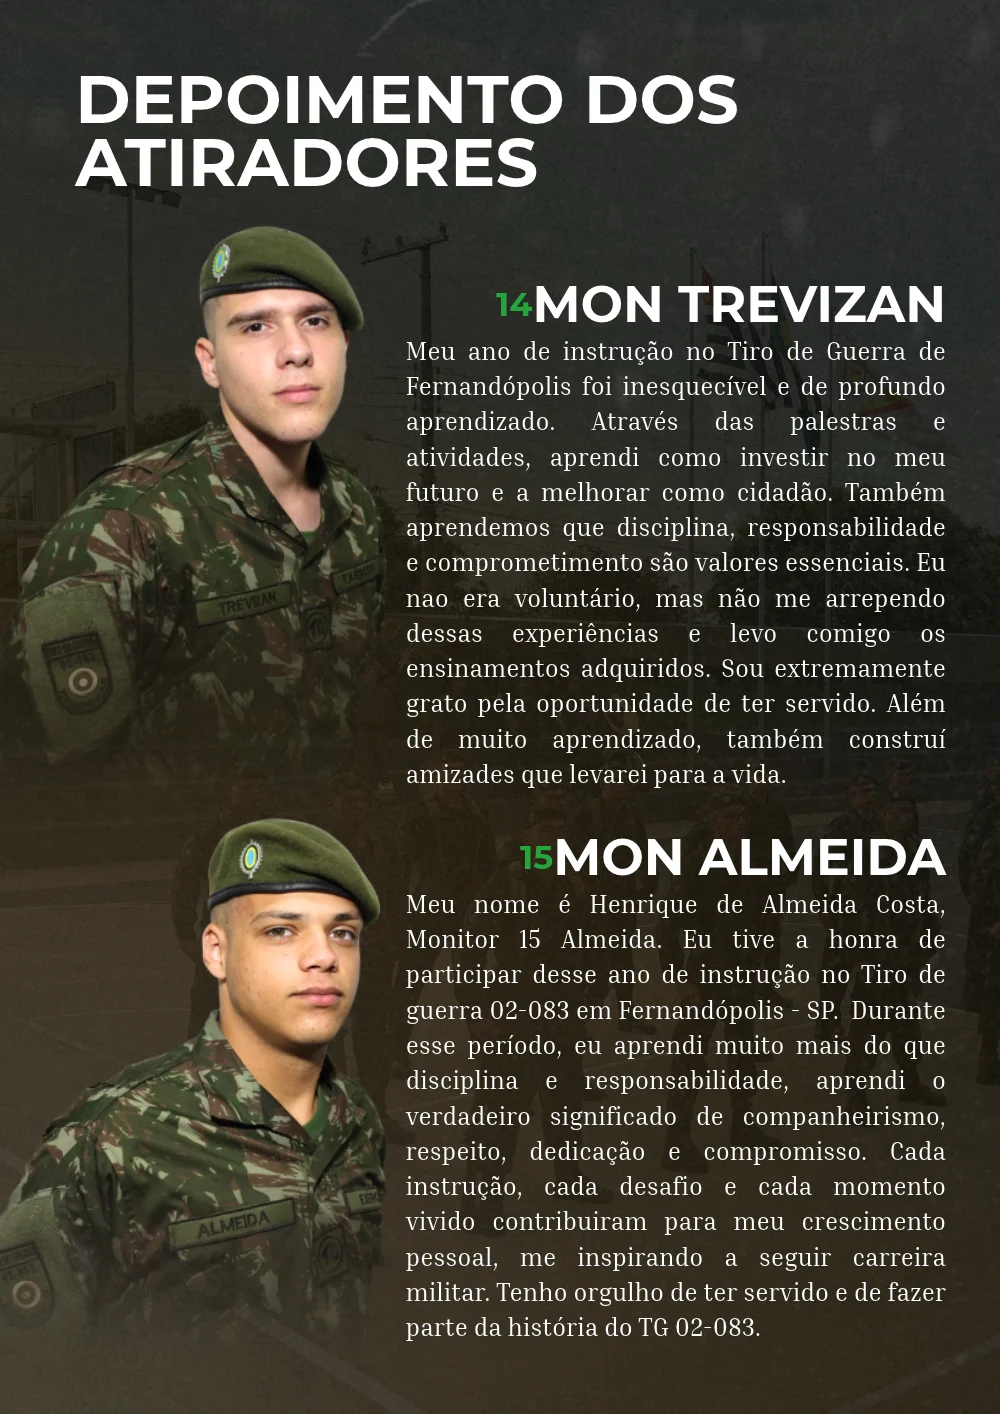 DEPOIMENTO DOS
ATIRADORES
14MON TREVIZAN
Meu ano de instrução no Tiro de Guerra de
Fernandópolis foi inesquecível e de profundo
aprendizado. Através das palestras e
atividades, aprendi como investir no meu
futuro e a melhorar como cidadão. Também
aprendemos que disciplina, responsabilidade
e comprometimento são valores essenciais. Eu
nao era voluntário, mas não me arrependo
dessas experiências e levo comigo os
ensinamentos adquiridos. Sou extremamente
grato pela oportunidade de ter servido. Além
de muito aprendizado, também construí
amizades que levarei para a vida.
TREVIZAN
15MON ALMEIDA
Meu nome é Henrique de Almeida Costa,
Monitor 15 Almeida. Eu tive a honra de
participar desse ano de instrução no Tiro de
guerra 02-083 em Fernandópolis - SP. Durante
esse período, eu aprendi muito mais do que
disciplina e responsabilidade, aprendi o
verdadeiro significado de companheirismo,
respeito, dedicação e compromisso. Cada
instrução, cada desafio e cada momento
vivido contribuiram para meu crescimento
pessoal, me inspirando a seguir carreira
militar. Tenho orgulho de ter servido e de fazer
parte da história do TG 02-083.
ALMEIDA